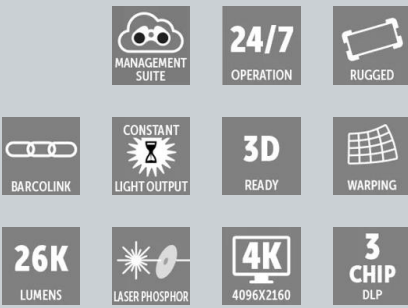 MANAGEMENT
SUITE
24/7
OPERATION
RUGGED
BARCOLINK
CONSTANT
LIGHT OUTPUT
3D
READY
WARPING
26K
LUMENS
LASER PHOSPHOR
4K
4096X2160
3
CHIP
DLP